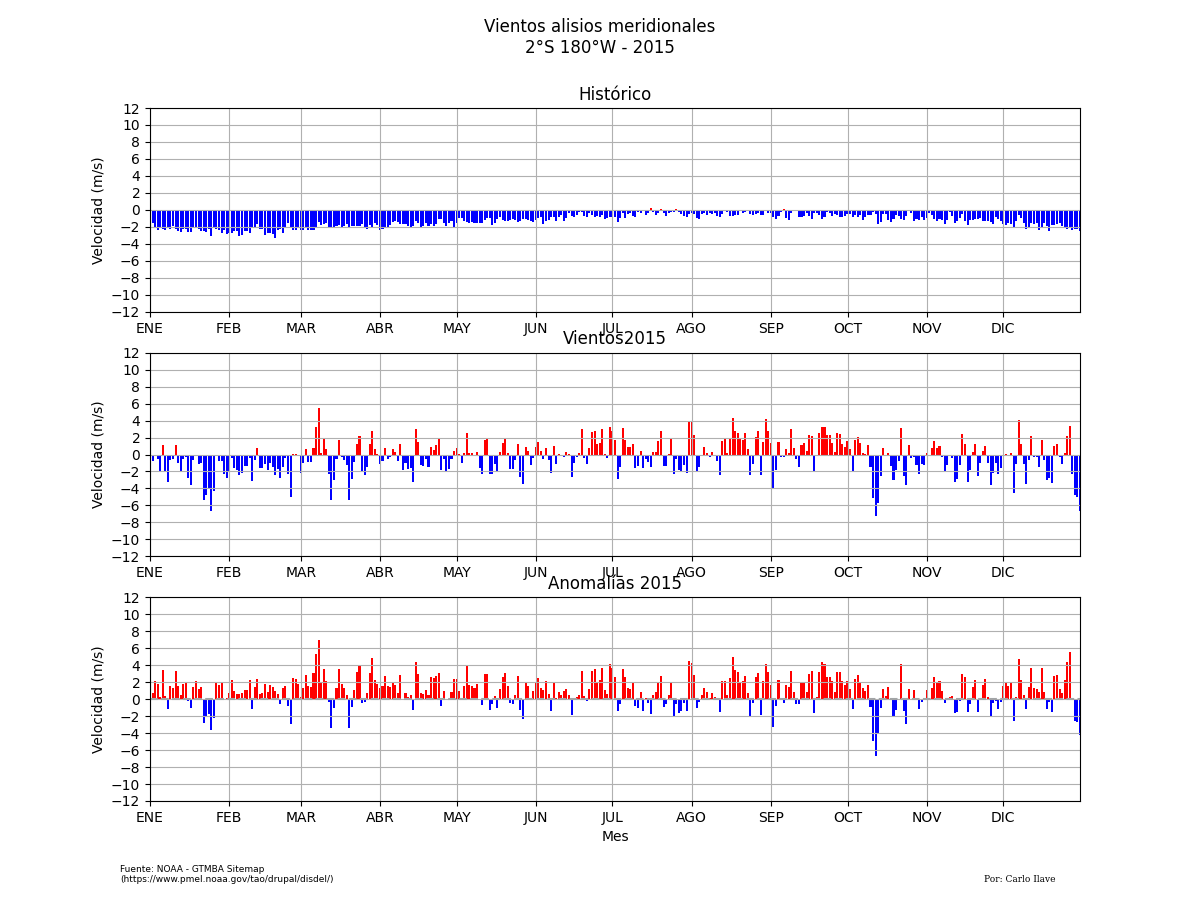 Vientos alisios meridionales
2°S 180°W - 2015
Histórico
12
10
8
6
4
2
0
−2
−4
−6
−8
−10
−12
Velocidad (m/s)
ENE FEB MAR ABR MAY JUN JUL AGO SEP OCT NOV DIC
Vientos2015
12
10
8
6
4
2
0
−2
−4
−6
−8
−10
−12
Velocidad (m/s)
ENE FEB MAR ABR MAY JUN JUL AGO SEP OCT NOV DIC
Anomalías 2015
12
10
8
6
4
2
0
−2
−4
−6
−8
−10
−12
Velocidad (m/s)
ENE FEB MAR ABR MAY JUN JUL AGO SEP OCT NOV DIC
Mes
Fuente: NOAA - GTMBA Sitemap
(https://www.pmel.noaa.gov/tao/drupal/disdel/)
Por: Carlo Ilave